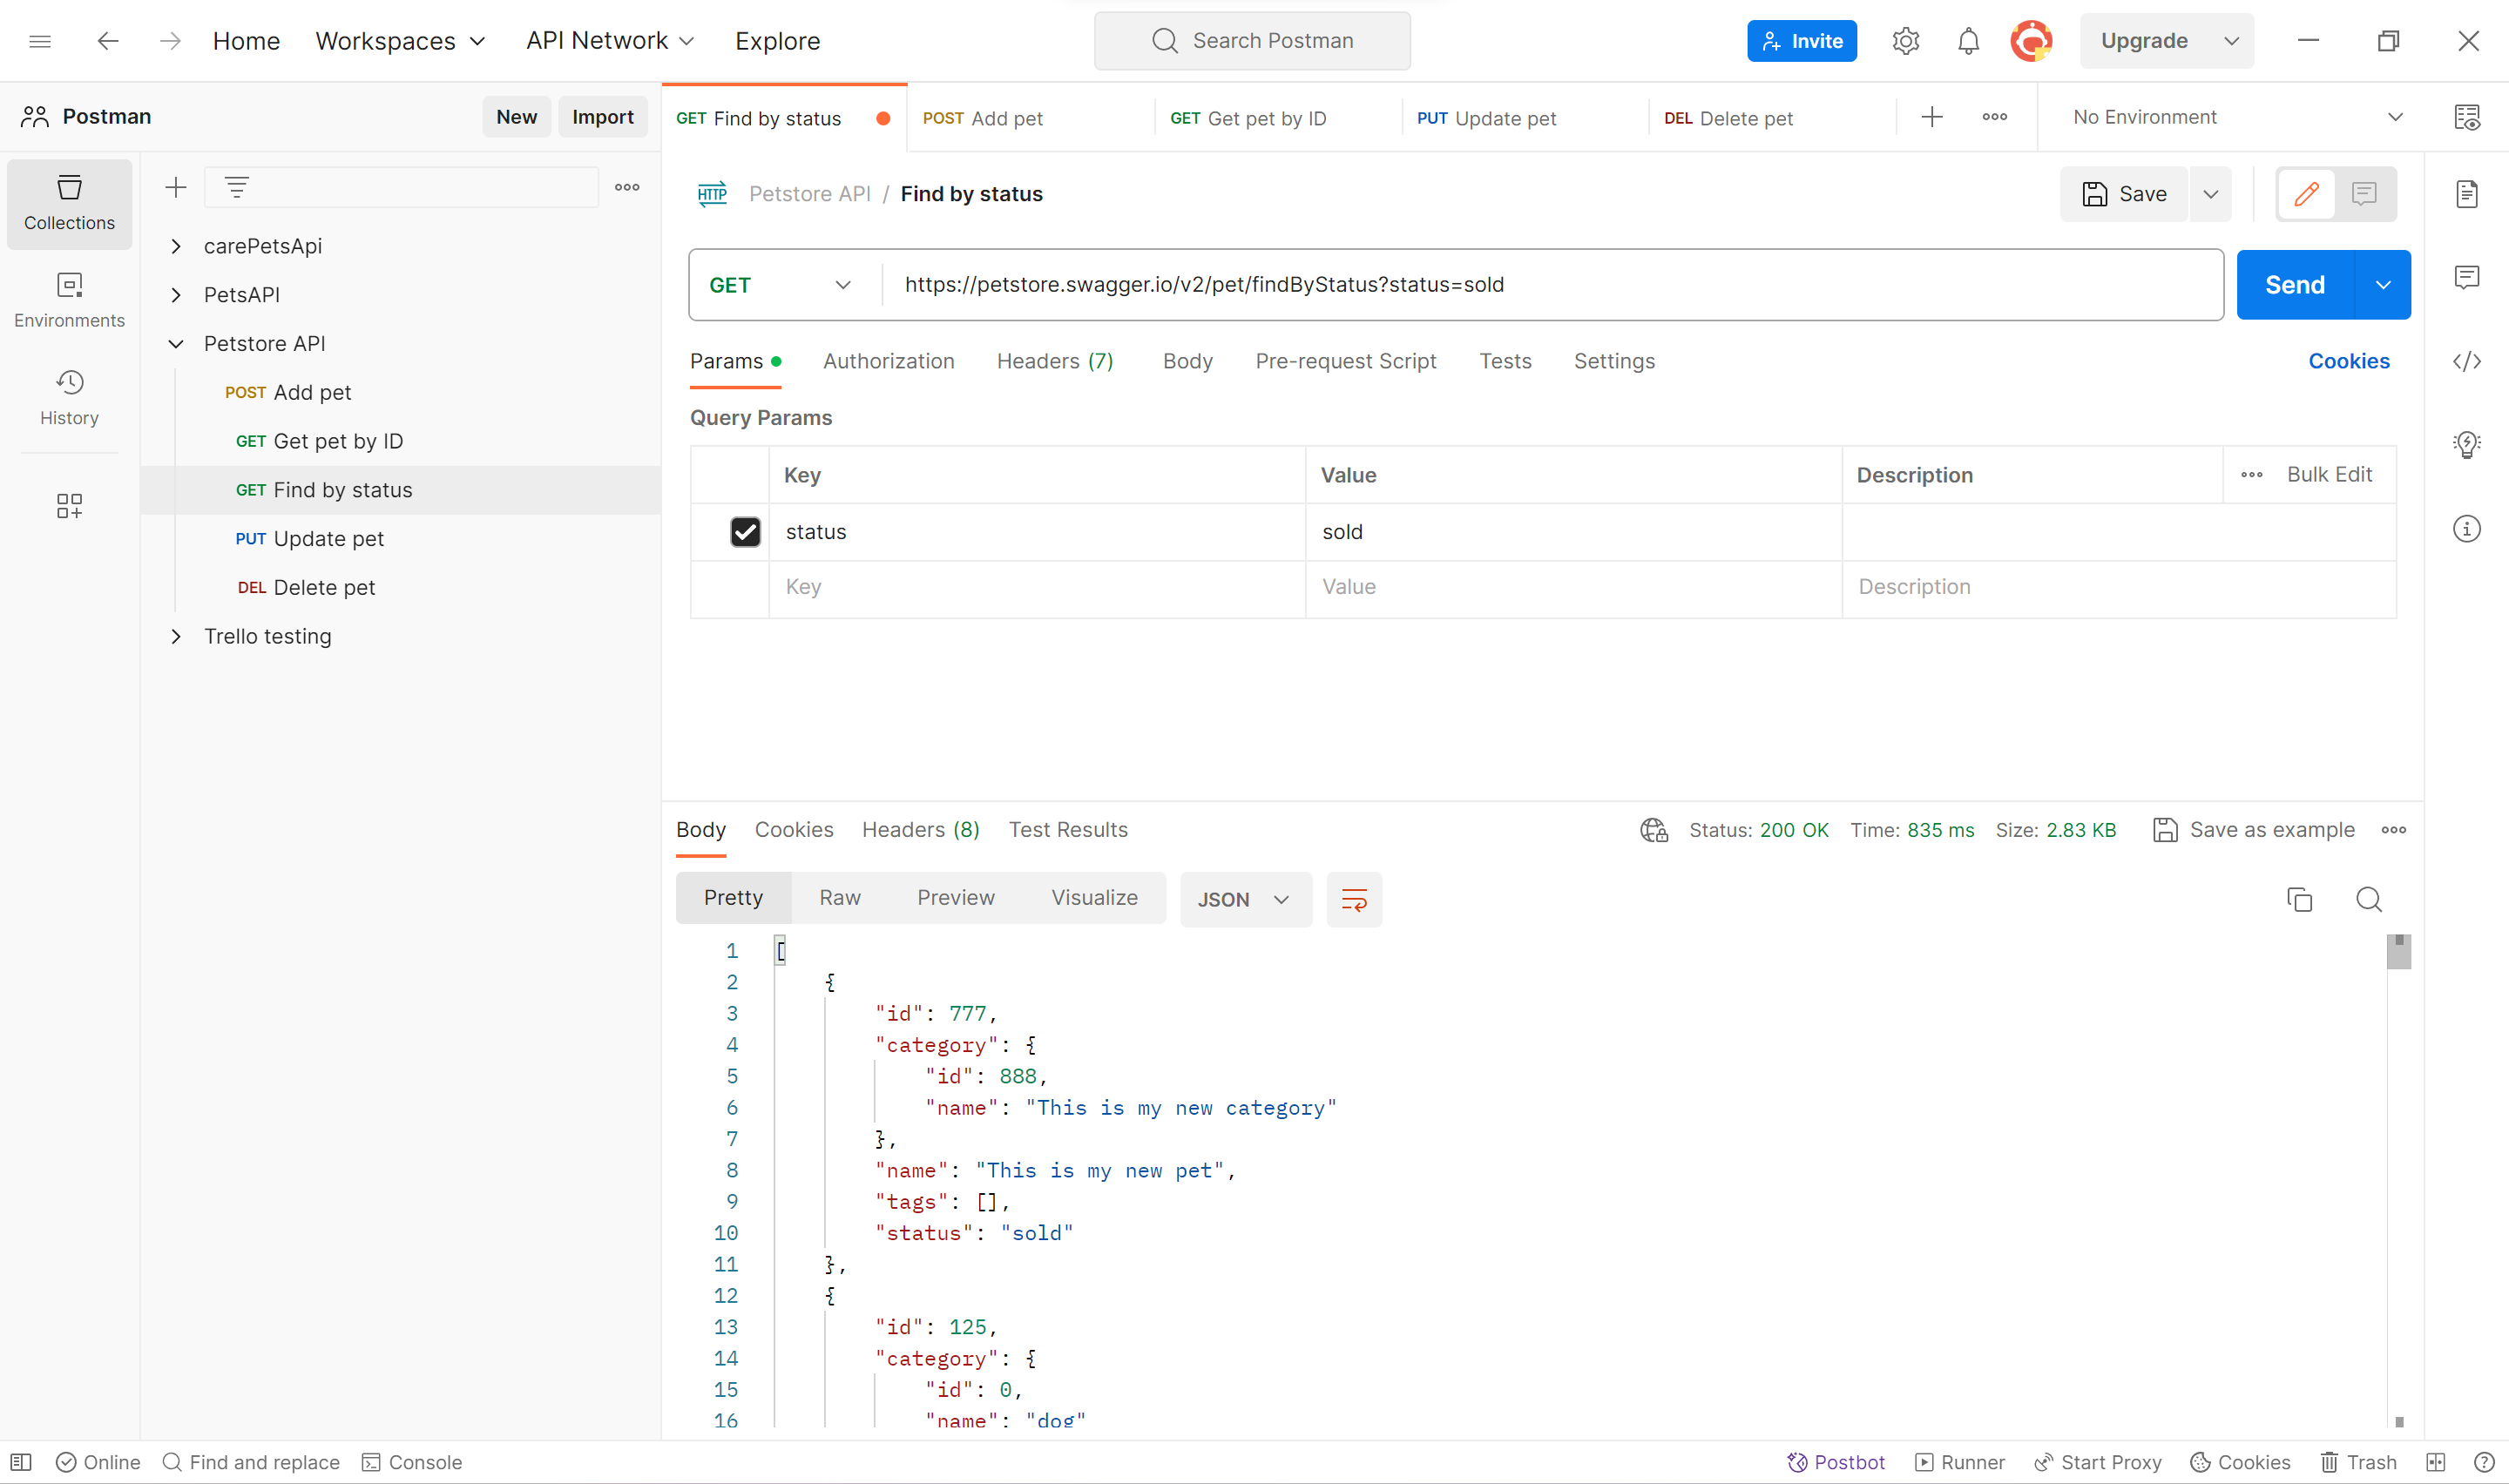 Home Workspaces API Network Explore Search Postman Invite Upgrade
Postman New Import
GET Find by status POST Add pet GET Get pet by ID PUT Update pet DEL Delete pet No Environment
Collections
Environments
History
carePetsApi
PetsAPI
Petstore API
POST Add pet
GET Get pet by ID
GET Find by status
PUT Update pet
DEL Delete pet
Trello testing
HTTP Petstore API / Find by status Save
GET https://petstore.swagger.io/v2/pet/findByStatus?status=sold Send
Params Authorization Headers (7) Body Pre-request Script Tests Settings Cookies
Query Params
Key Value Description Bulk Edit
status sold
Key Value Description
Body Cookies Headers (8) Test Results Status: 200 OK Time: 835 ms Size: 2.83 KB Save as example
Pretty Raw Preview Visualize JSON
1 [
2 {
3 "id": 777,
4 "category": {
5 "id": 888,
6 "name": "This is my new category"
7 },
8 "name": "This is my new pet",
9 "tags": [],
10 "status": "sold"
11 },
12 {
13 "id": 125,
14 "category": {
15 "id": 0,
16 "name": "dog"
Online Find and replace Console Postbot Runner Start Proxy Cookies Trash